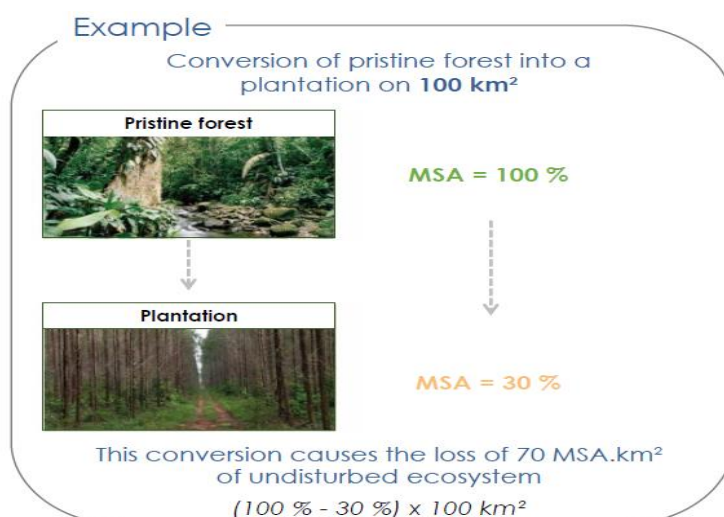 Example
Conversion of pristine forest into a
plantation on 100 km²
Pristine forest
MSA = 100 %
Plantation
MSA = 30 %
This conversion causes the loss of 70 MSA.km²
of undisturbed ecosystem
(100 % - 30 %) x 100 km²